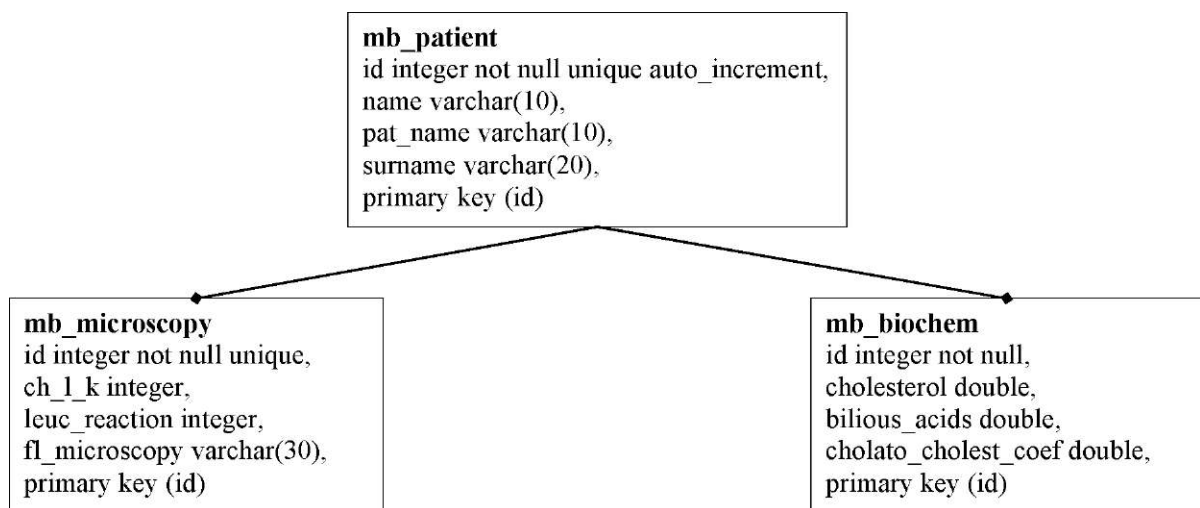 mb_patient
id integer not null unique auto_increment,
name varchar(10),
pat_name varchar(10),
surname varchar(20),
primary key (id)
mb_microscopy
id integer not null unique,
ch_l_k integer,
leuc_reaction integer,
fl_microscopy varchar(30),
primary key (id)
mb_biochem
id integer not null,
cholesterol double,
bilious_acids double,
cholato_cholest_coef double,
primary key (id)